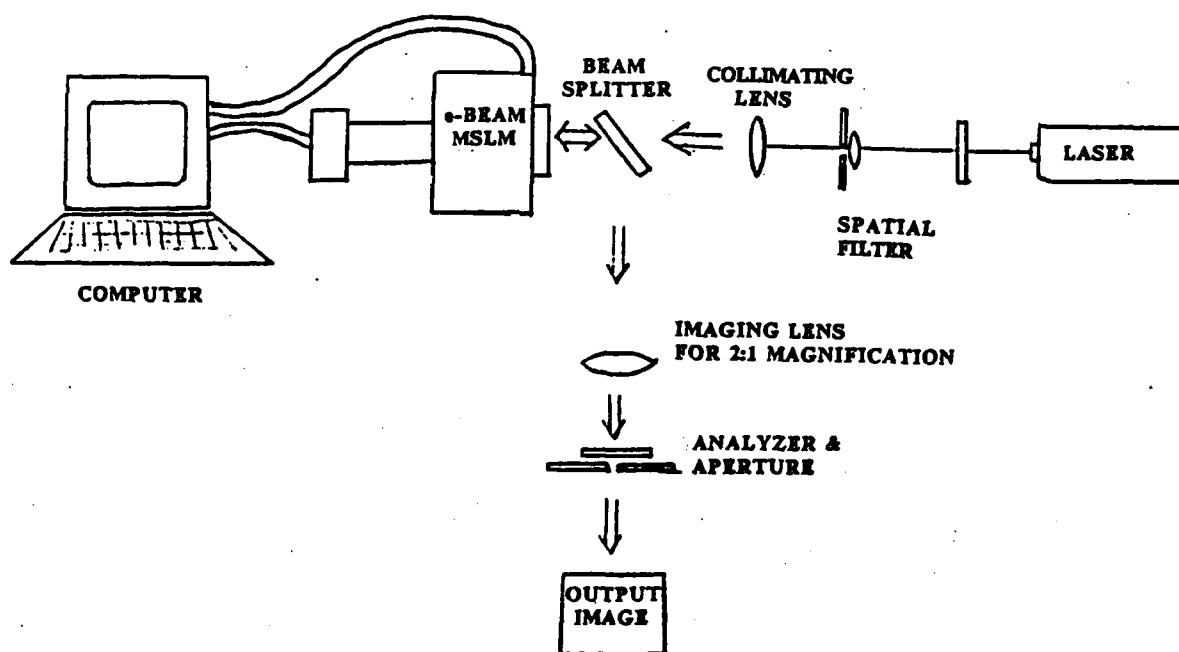 BEAM
SPLITTER
COLLIMATING
LENS
e-BEAM
MSLM
LASER
SPATIAL
FILTER
COMPUTER
IMAGING LENS
FOR 2:1 MAGNIFICATION
ANALYZER &
APERTURE
OUTPUT
IMAGE